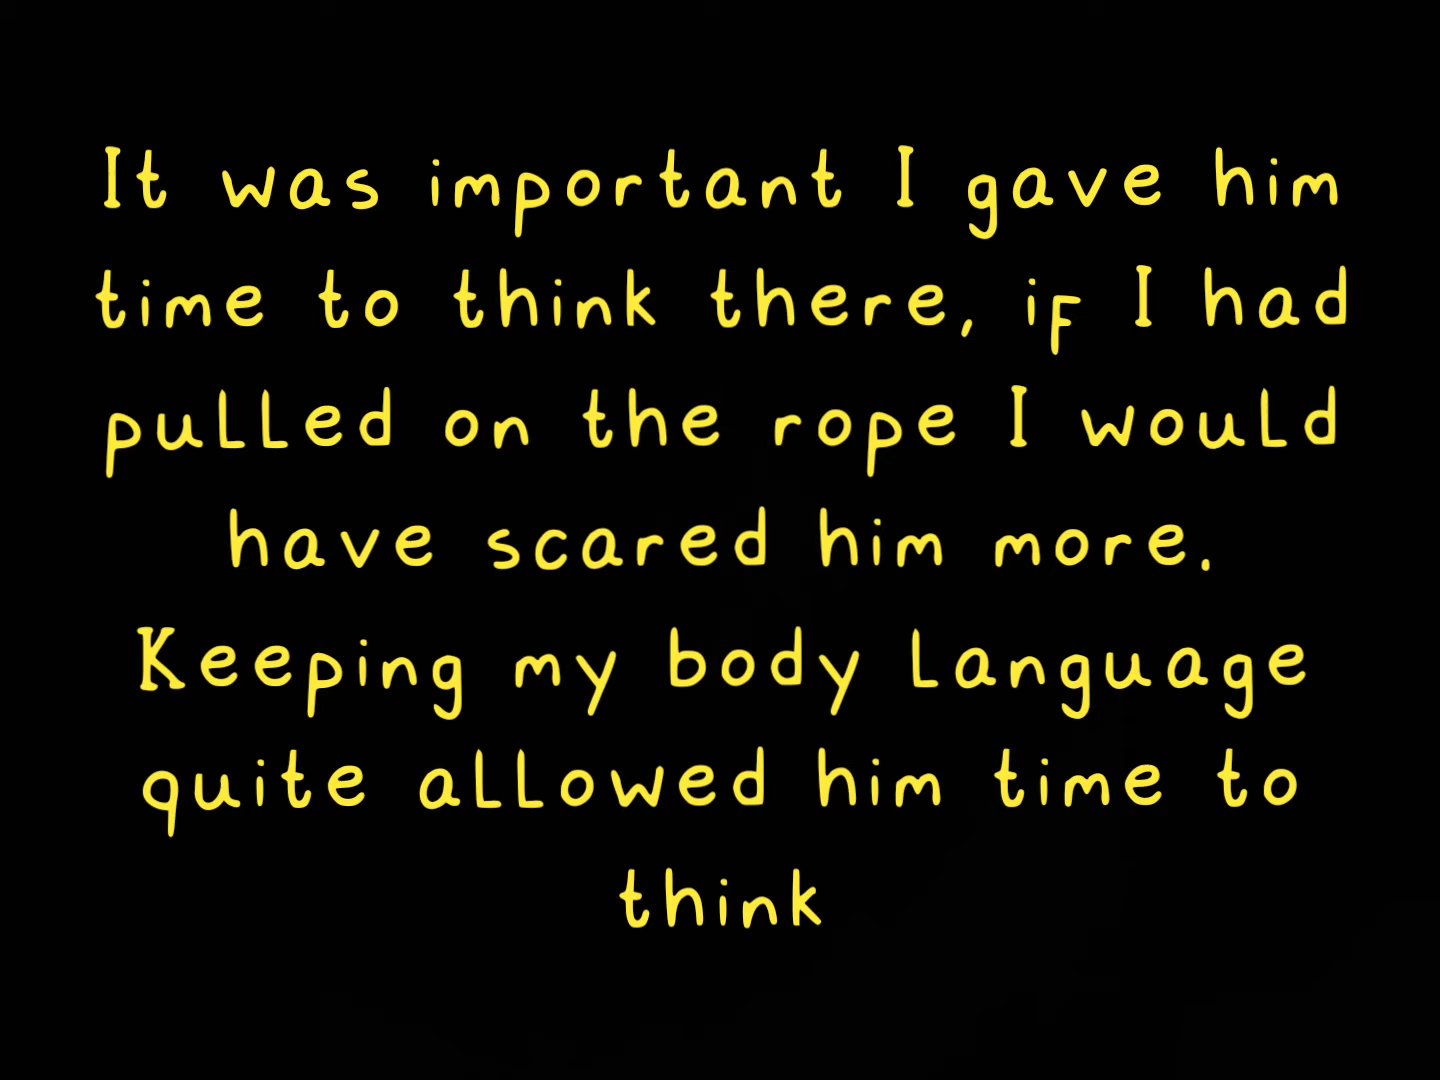 It was important I gave him
time to think there, if I had
pulled on the rope I would
have scared him more.
Keeping my body language
quite allowed him time to
think